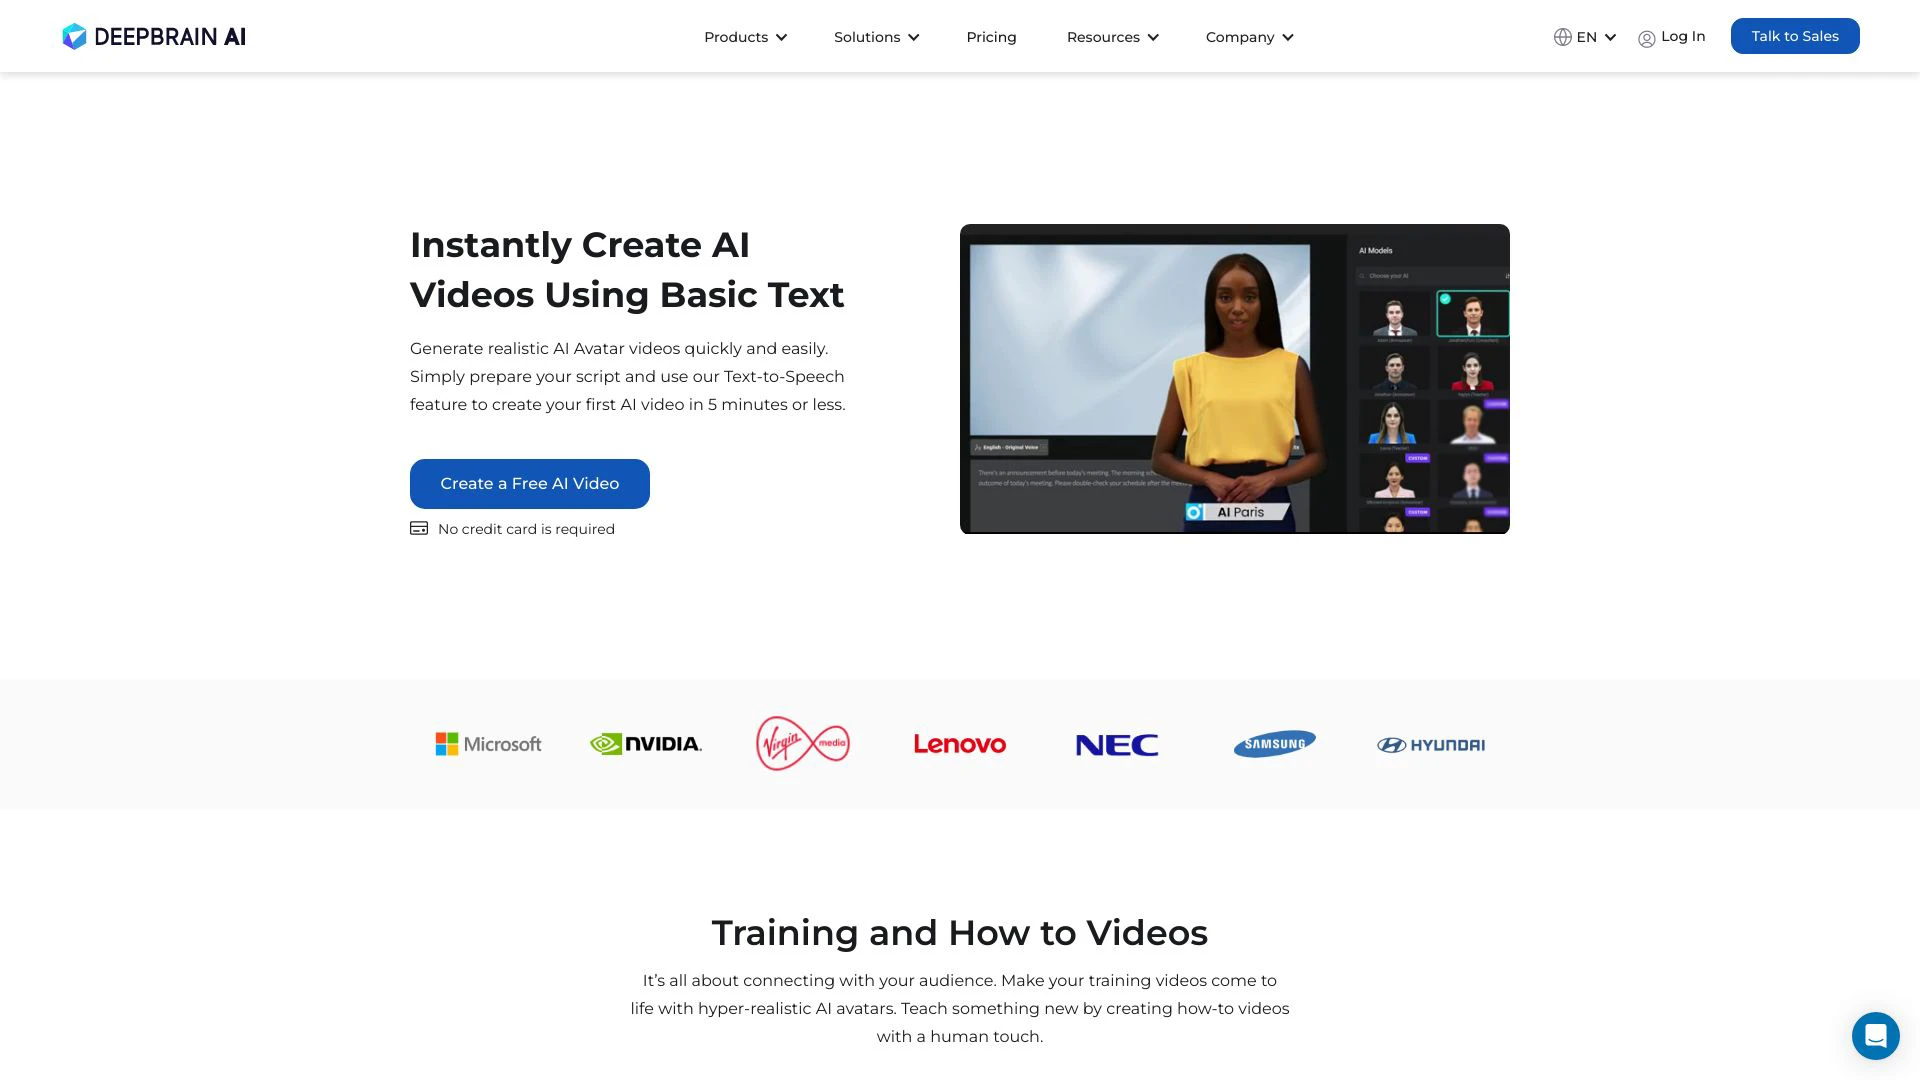 DEEPBRAIN AI
Products
Solutions
Pricing
Resources
Company
EN
Log In
Talk to Sales
Instantly Create AI
Videos Using Basic Text
Generate realistic AI Avatar videos quickly and easily.
Simply prepare your script and use our Text-to-Speech
feature to create your first AI video in 5 minutes or less.
Create a Free AI Video
No credit card is required
AI Models
Choose your AI
CUSTOM
CUSTOM
CUSTOM
CUSTOM
CUSTOM
CUSTOM
English - Original Voice
There's an announcement before today's meeting. The morning
outcome of today's meeting. Please double-check your schedule after the
AI Paris
Microsoft
NVIDIA.
Virgin media
Lenovo
NEC
SAMSUNG
HYUNDAI
Training and How to Videos
It’s all about connecting with your audience. Make your training videos come to
life with hyper-realistic AI avatars. Teach something new by creating how-to videos
with a human touch.